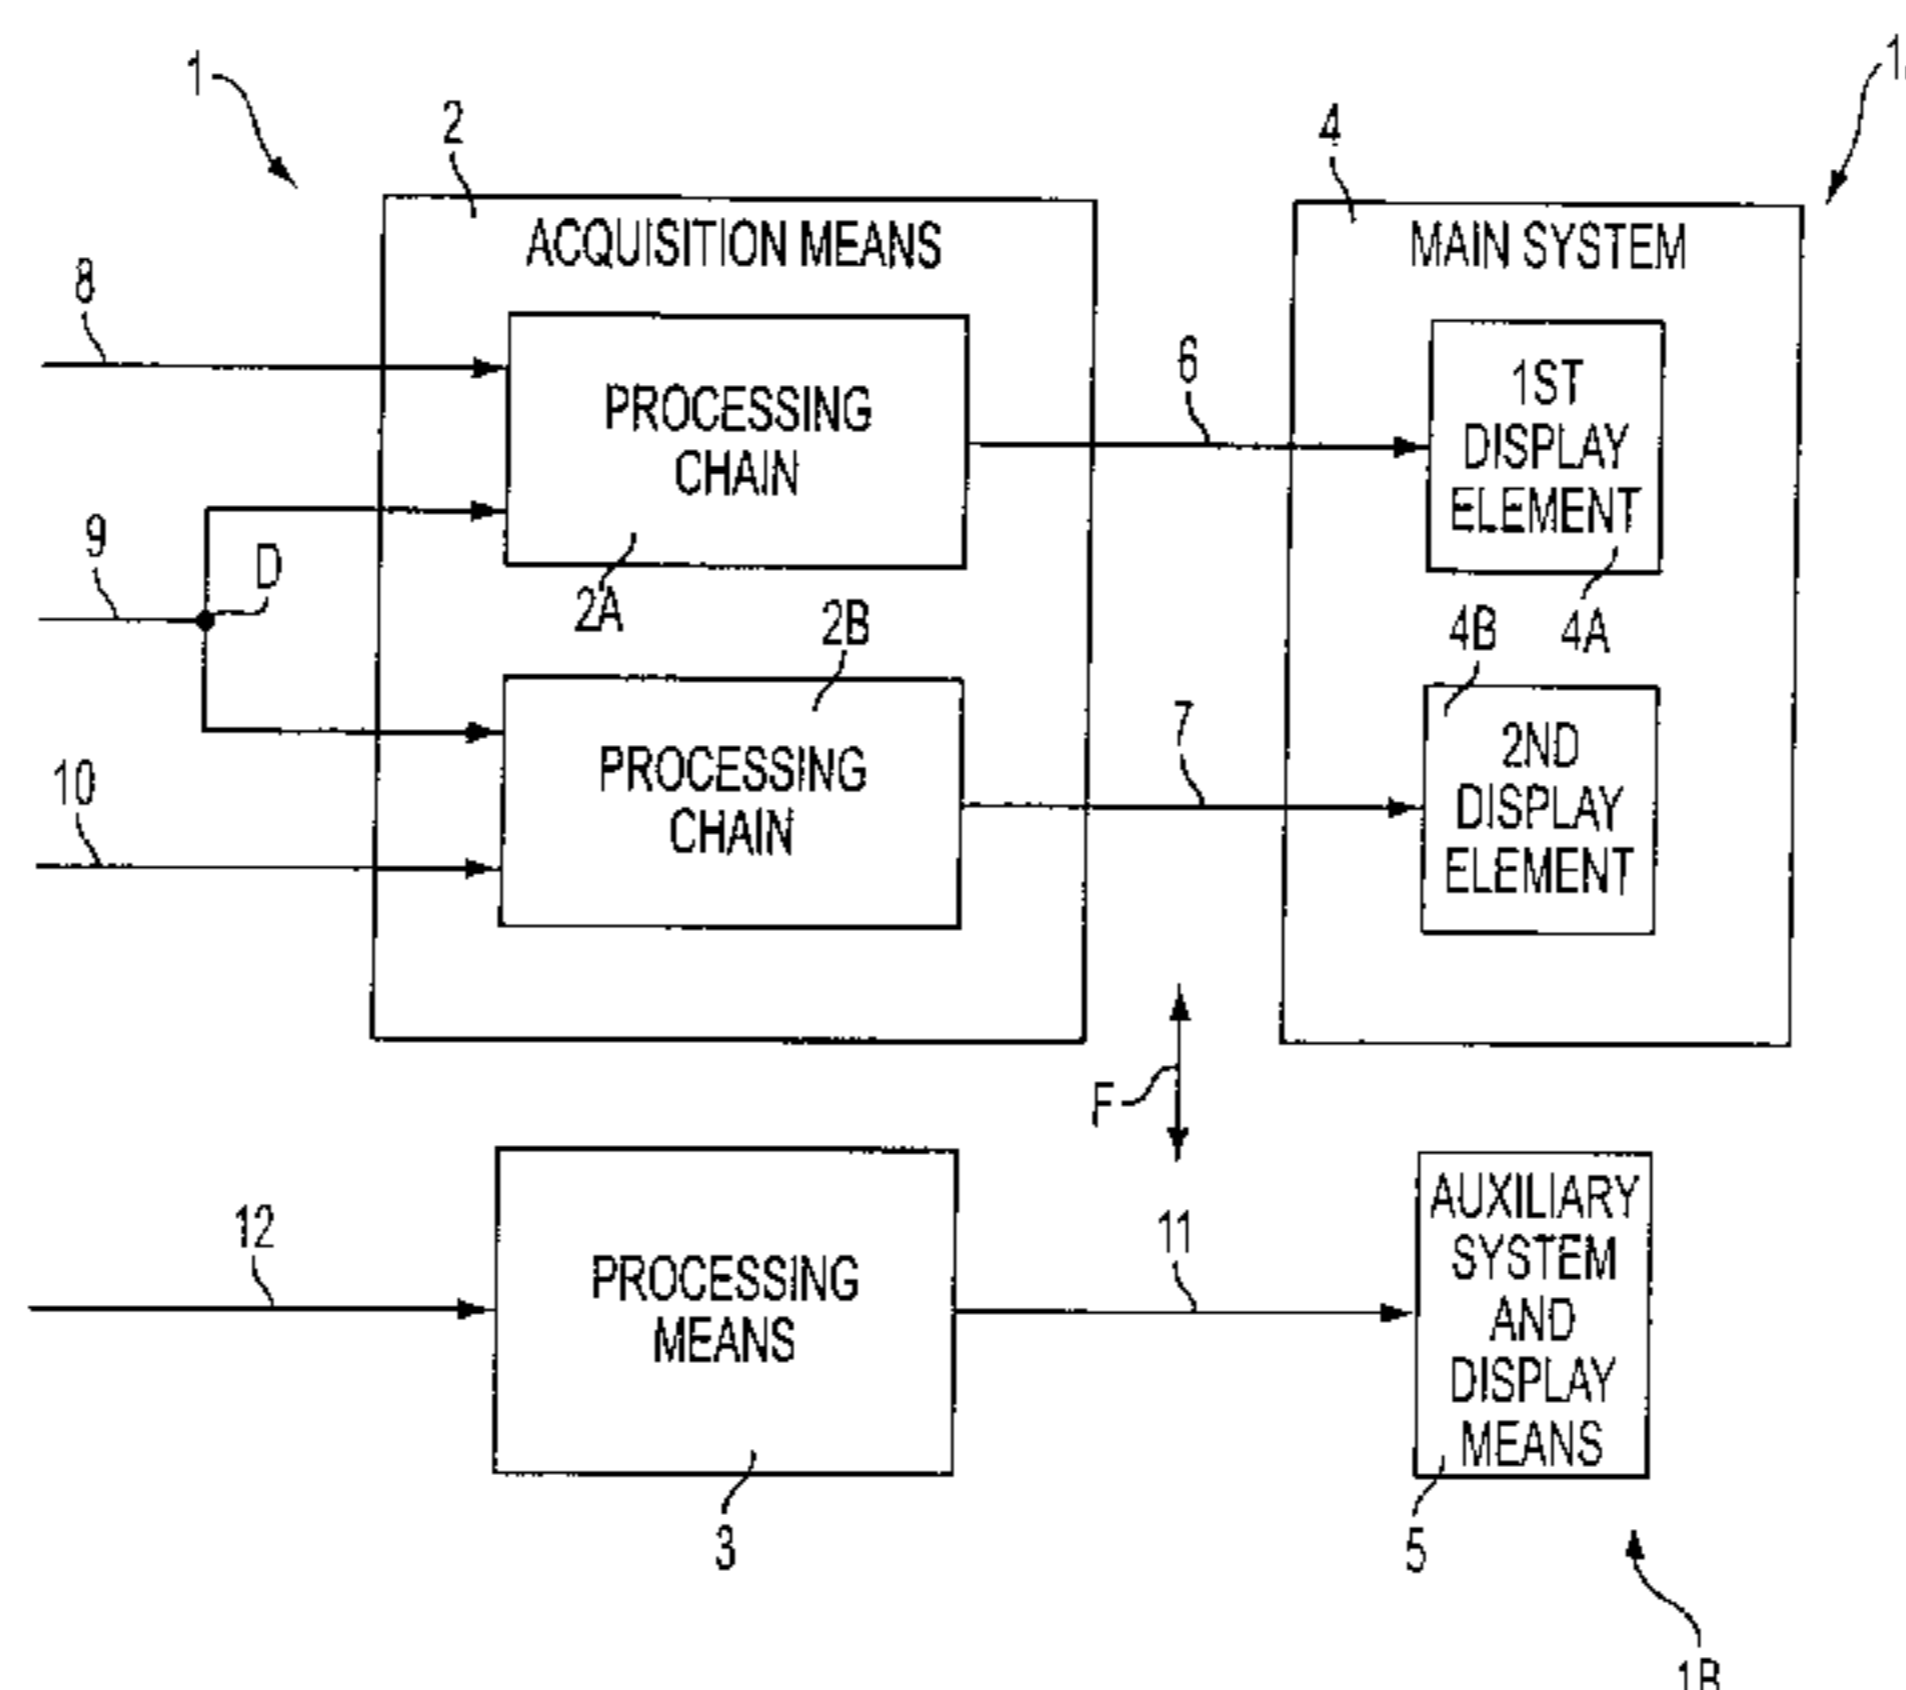 1
2
4
ACQUISITION MEANS
MAIN SYSTEM
8
PROCESSING
CHAIN
6
1ST
DISPLAY
ELEMENT
9
D
2A
2B
4B
4A
10
PROCESSING
CHAIN
7
2ND
DISPLAY
ELEMENT
F
12
PROCESSING
MEANS
11
AUXILIARY
SYSTEM
AND
DISPLAY
MEANS
3
5
1B